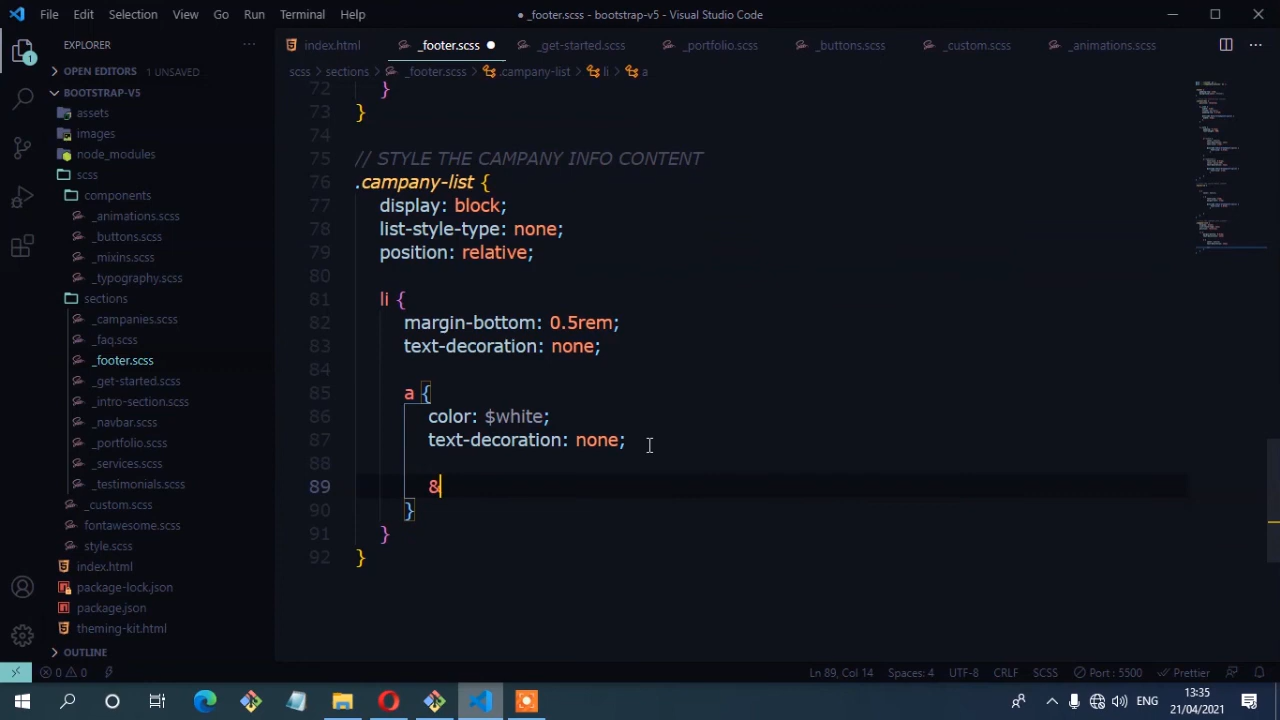 File Edit Selection View Go Run Terminal Help
● _footer.scss - bootstrap-v5 - Visual Studio Code
EXPLORER
index.html _footer.scss ● _get-started.scss _portfolio.scss _buttons.scss _custom.scss _animations.scss
OPEN EDITORS 1 UNSAVED
scss > sections > _footer.scss > .campany-list > li > a
BOOTSTRAP-V5
assets
images
node_modules
scss
components
_animations.scss
_buttons.scss
_mixins.scss
_typography.scss
sections
_campanies.scss
_faq.scss
_footer.scss
_get-started.scss
_intro-section.scss
_navbar.scss
_portfolio.scss
_services.scss
_testimonials.scss
_custom.scss
fontawesome.scss
style.scss
index.html
package-lock.json
package.json
theming-kit.html
OUTLINE
72 }
73 }
74
75 // STYLE THE CAMPANY INFO CONTENT
76 .campany-list {
77 display: block;
78 list-style-type: none;
79 position: relative;
80
81 li {
82 margin-bottom: 0.5rem;
83 text-decoration: none;
84
85 a {
86 color: $white;
87 text-decoration: none;
88
89 &
90 }
91 }
92 }
0 0 Ln 89, Col 14 Spaces: 4 UTF-8 CRLF SCSS Port : 5500 Prettier
ENG 13:35
21/04/2021